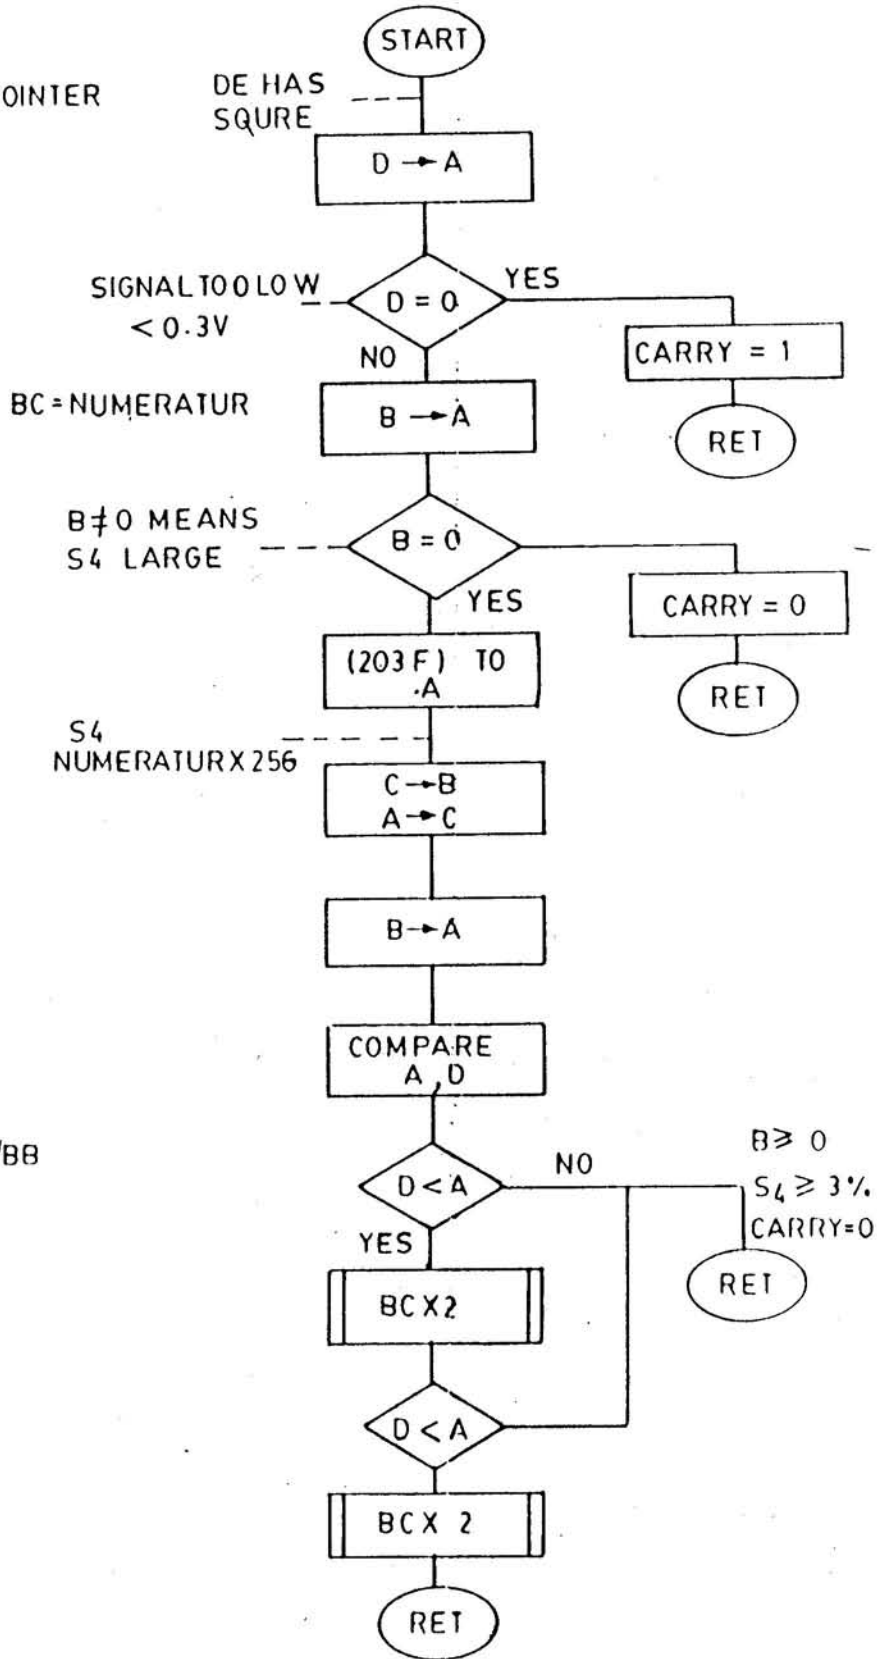 START
OINTER
DE HAS
SQURE
D → A
SIGNAL TOO LOW
< 0.3V
D = 0
YES
NO
CARRY = 1
RET
BC = NUMERATUR
B → A
B ≠ 0 MEANS
S4 LARGE
B = 0
YES
CARRY = 0
RET
(203F) TO
A
S4
NUMERATUR X 256
C → B
A → C
B → A
COMPARE
A , D
/BB
D < A
NO
YES
B ≥ 0
S4 ≥ 3%
CARRY=0
RET
BC X2
D < A
BC X 2
RET